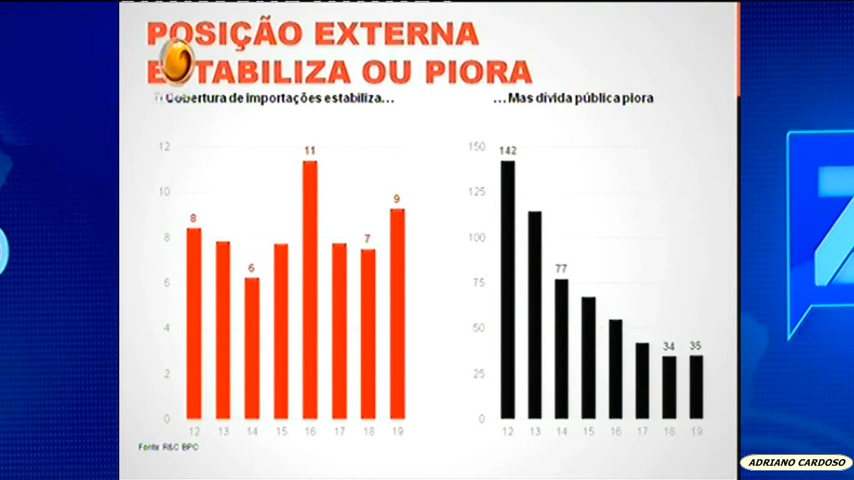 POSIÇÃO EXTERNA
ESTABILIZA OU PIORA
Cobertura de importações estabiliza...
...Mas dívida pública piora
12
10
8
6
4
2
0
8
6
11
7
9
12 13 14 15 16 17 18 19
150
125
100
75
50
25
0
142
77
34
35
12 13 14 15 16 17 18 19
Fonte: R&C BPC
ADRIANO CARDOSO